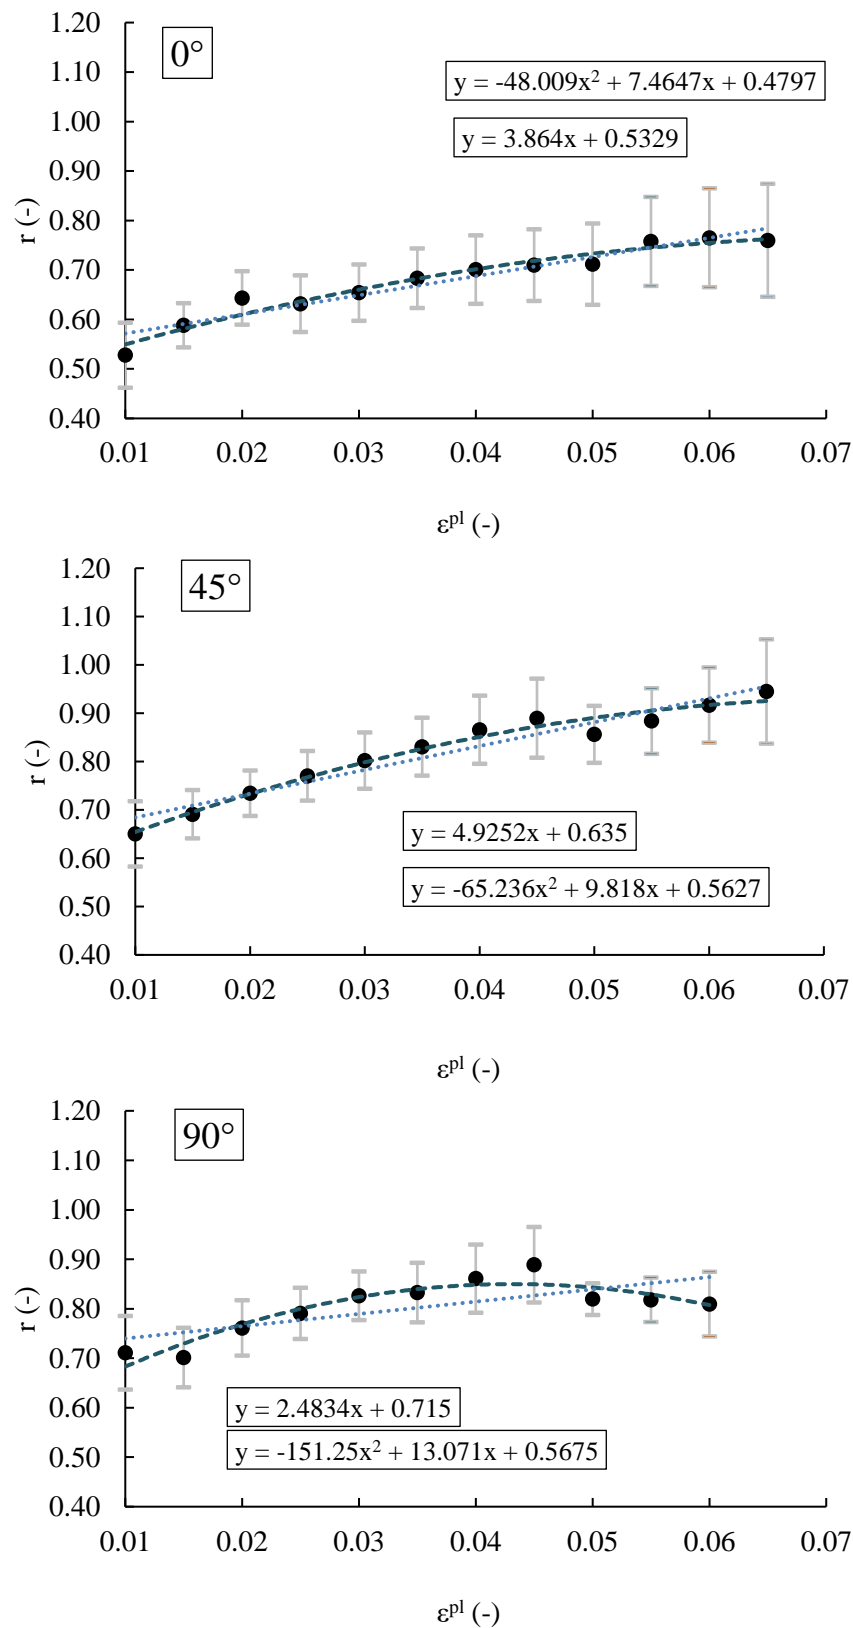 1.20
0°
1.10
y = -48.009x² + 7.4647x + 0.4797
1.00
y = 3.864x + 0.5329
0.90
0.80
r (-)
0.70
0.60
0.50
0.40
0.01 0.02 0.03 0.04 0.05 0.06 0.07
εᵖˡ (-)
1.20
45°
1.10
1.00
0.90
0.80
r (-)
0.70
y = 4.9252x + 0.635
0.60
y = -65.236x² + 9.818x + 0.5627
0.50
0.40
0.01 0.02 0.03 0.04 0.05 0.06 0.07
εᵖˡ (-)
1.20
90°
1.10
1.00
0.90
0.80
r (-)
0.70
0.60
y = 2.4834x + 0.715
y = -151.25x² + 13.071x + 0.5675
0.50
0.40
0.01 0.02 0.03 0.04 0.05 0.06 0.07
εᵖˡ (-)